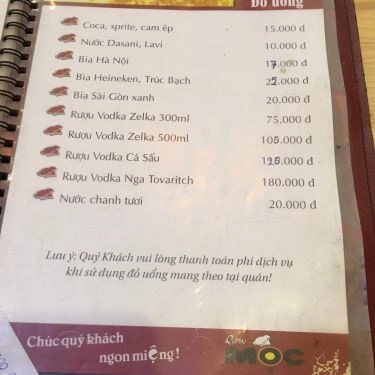 Đồ uống
Coca, sprite, cam ép 15.000 đ
Nước Dasani, Lavi 10.000 đ
Bia Hà Nội 17.000 đ
Bia Heineken, Trúc Bạch 25.000 đ
Bia Sài Gòn xanh 20.000 đ
Rượu Vodka Zelka 300ml 75,000 đ
Rượu Vodka Zelka 500ml 105.000 đ
Rượu Vodka Cá Sấu
Rượu Vodka Nga Tovaritch 180.000 đ
Nước chanh tươi 20.000 đ
Lưu ý: Quý Khách vui lòng thanh toán phí dịch vụ
khi sử dụng đồ uống mang theo tại quán!
Chúc quý khách
ngon miệng!
Quán
MỘC